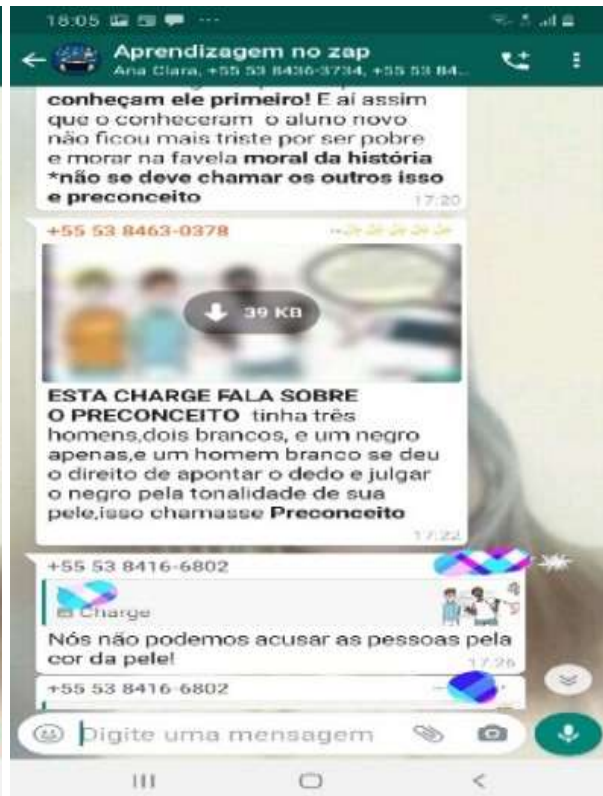 18:05
Aprendizagem no zap
Ana Clara, +55 53 8436-3734, +55 53 84...
conheçam ele primeiro! E aí assim
que o conheceram o aluno novo
não ficou mais triste por ser pobre
e morar na favela moral da história
*não se deve chamar os outros isso
e preconceito
17:20
+55 53 8463-0378
39 KB
ESTA CHARGE FALA SOBRE
O PRECONCEITO tinha três
homens,dois brancos, e um negro
apenas,e um homem branco se deu
o direito de apontar o dedo e julgar
o negro pela tonalidade de sua
pele,isso chamasse Preconceito
17:22
+55 53 8416-6802
Charge
Nós não podemos acusar as pessoas pela
cor da pele!
17:26
+55 53 8416-6802
Digite uma mensagem